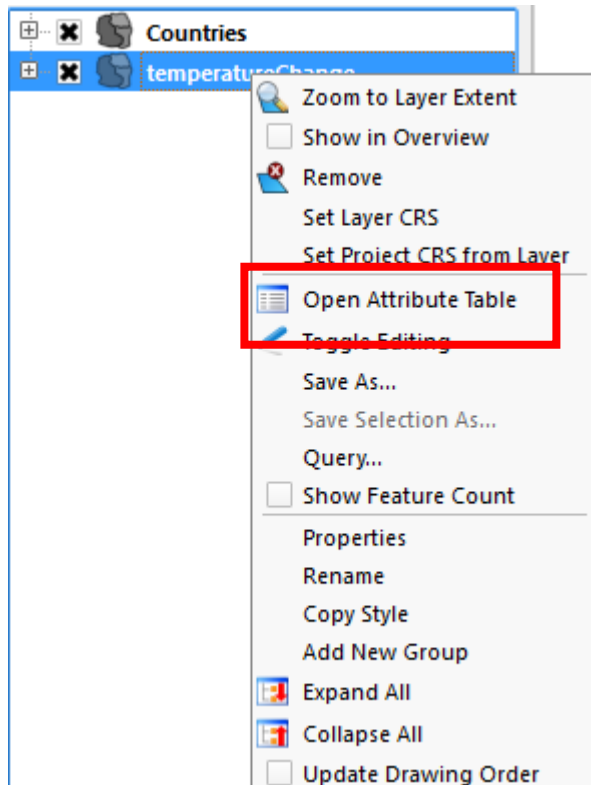 Countries
temperatureChange
Zoom to Layer Extent
Show in Overview
Remove
Set Layer CRS
Set Project CRS from Layer
Open Attribute Table
Toggle Editing
Save As...
Save Selection As...
Query...
Show Feature Count
Properties
Rename
Copy Style
Add New Group
Expand All
Collapse All
Update Drawing Order